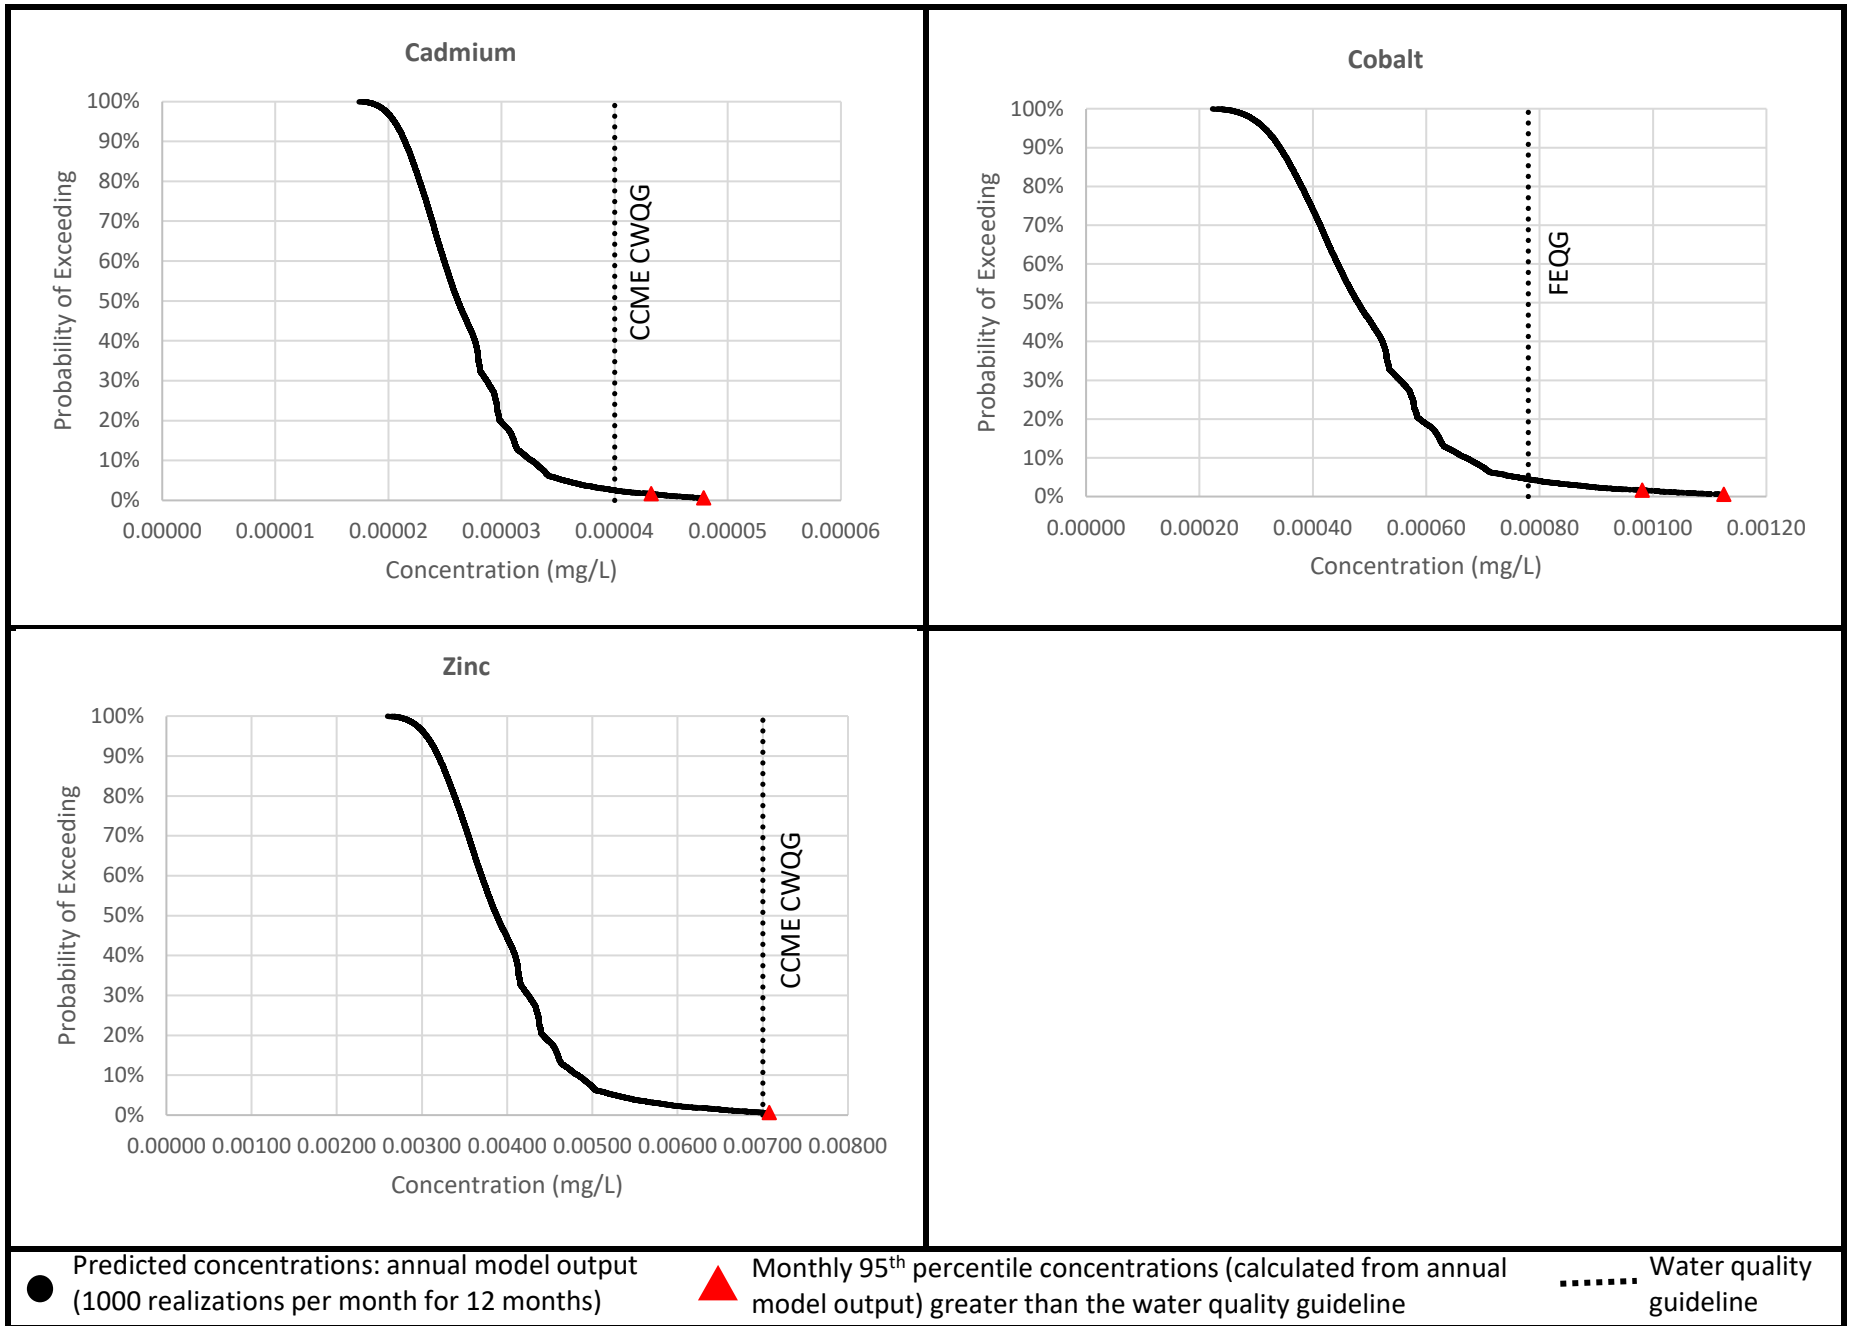 Cadmium
100%
90%
80%
70%
60%
50%
40%
30%
20%
10%
0%
Probability of Exceeding
CCME CWQG
0.00000 0.00001 0.00002 0.00003 0.00004 0.00005 0.00006
Concentration (mg/L)
Cobalt
100%
90%
80%
70%
60%
50%
40%
30%
20%
10%
0%
Probability of Exceeding
FEQG
0.00000 0.00020 0.00040 0.00060 0.00080 0.00100 0.00120
Concentration (mg/L)
Zinc
100%
90%
80%
70%
60%
50%
40%
30%
20%
10%
0%
Probability of Exceeding
CCME CWQG
0.00000 0.00100 0.00200 0.00300 0.00400 0.00500 0.00600 0.00700 0.00800
Concentration (mg/L)
Predicted concentrations: annual model output
(1000 realizations per month for 12 months)
Monthly 95th percentile concentrations (calculated from annual
model output) greater than the water quality guideline
Water quality
guideline